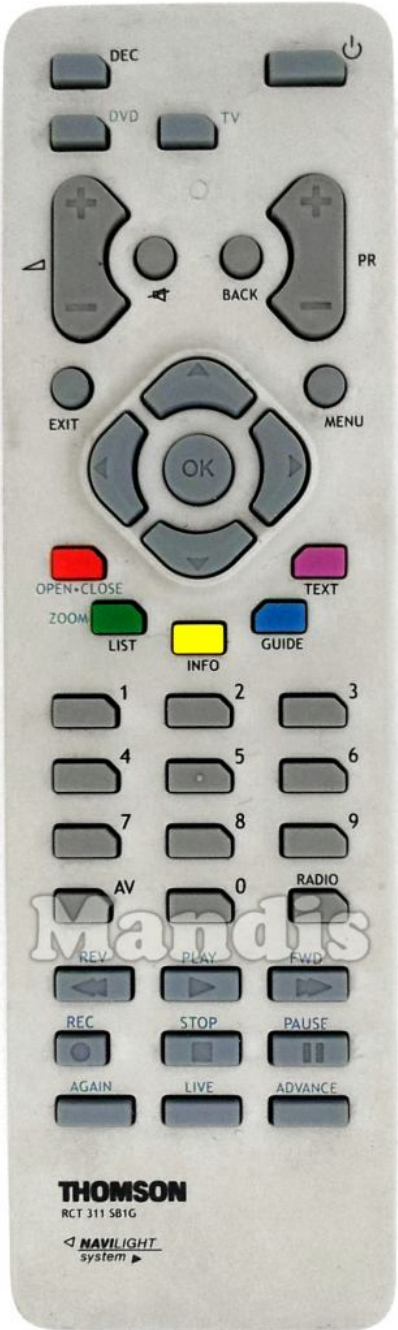 DEC
DVD TV
+ +
PR
BACK
- -
EXIT MENU
OK
OPEN•CLOSE TEXT
ZOOM LIST GUIDE
INFO
1 2 3
4 5 6
7 8 9
AV 0 RADIO
Mandis
REV PLAY FWD
REC STOP PAUSE
AGAIN LIVE ADVANCE
THOMSON
RCT 311 SB1G
NAVILIGHT
system